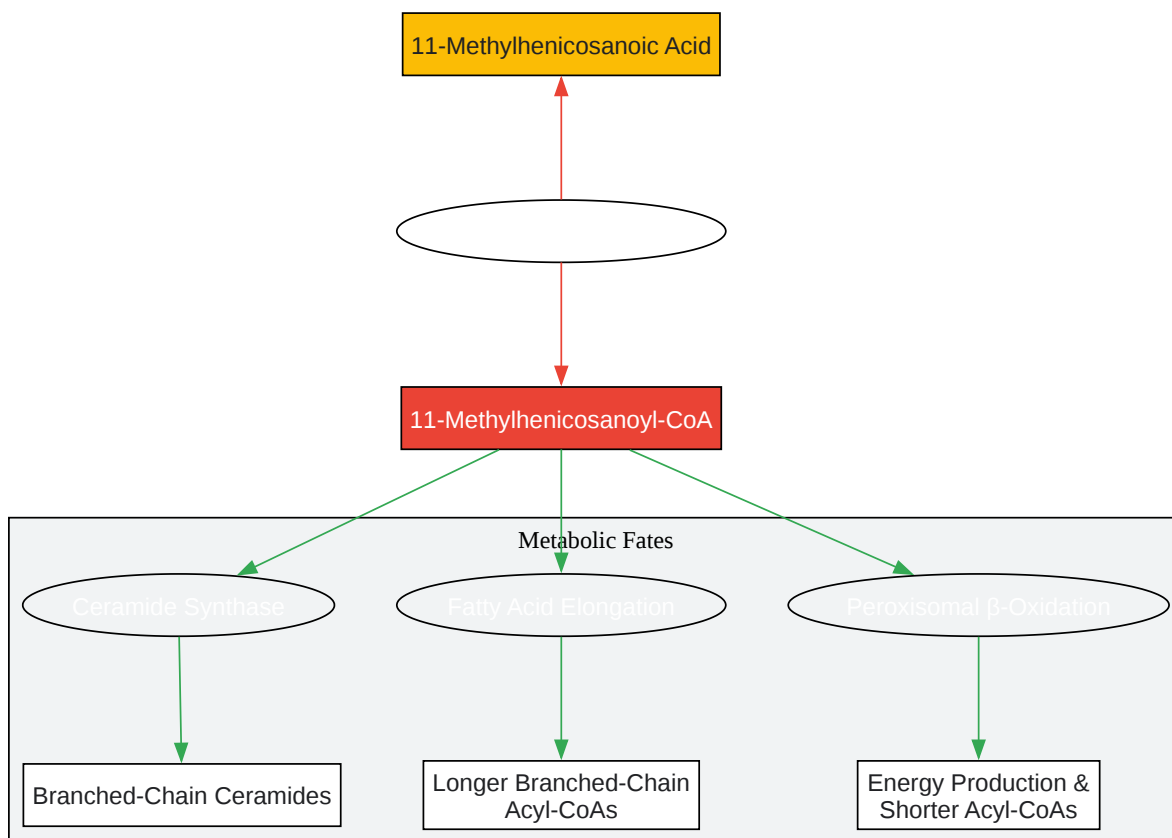 11-Methylhenicosanoic Acid
11-Methylhenicosanoyl-CoA
Metabolic Fates
Ceramide Synthase
Fatty Acid Elongation
Peroxisomal β-Oxidation
Branched-Chain Ceramides
Longer Branched-Chain
Acyl-CoAs
Energy Production &
Shorter Acyl-CoAs